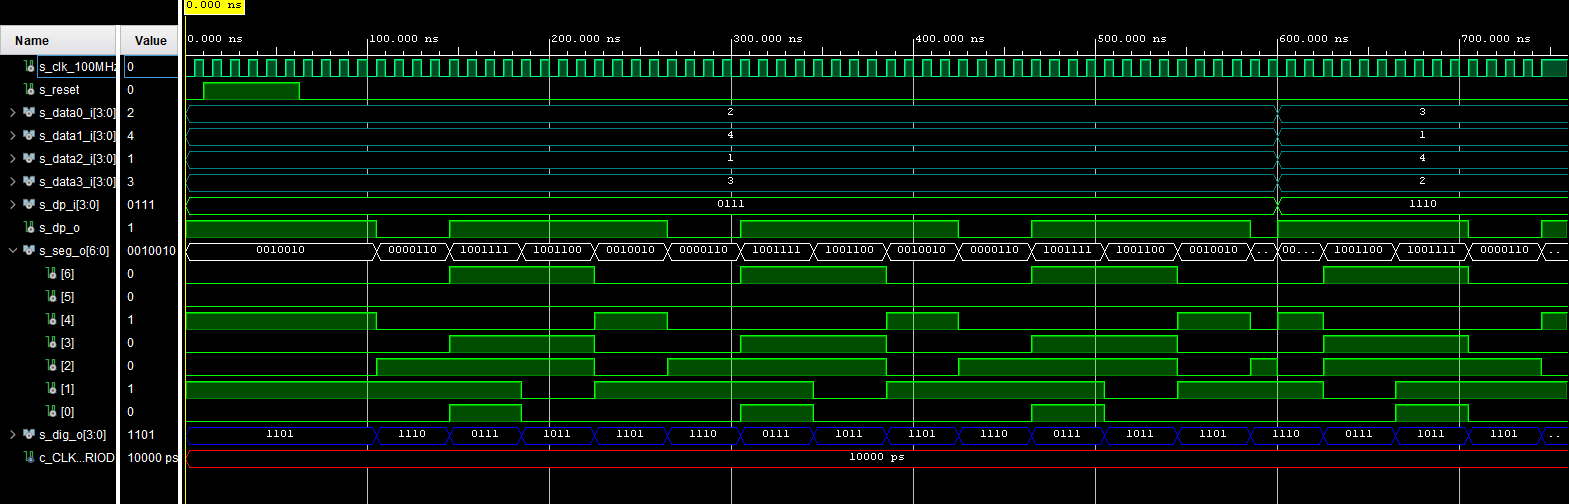 0.000 ns
Name Value
0.000 ns 100.000 ns 200.000 ns 300.000 ns 400.000 ns 500.000 ns 600.000 ns 700.000 ns
s_clk_100MHz 0
s_reset 0
s_data0_i[3:0] 2 2 3
s_data1_i[3:0] 4 4 1
s_data2_i[3:0] 1 1 4
s_data3_i[3:0] 3 3 2
s_dp_i[3:0] 0111 0111 1110
s_dp_o 1
s_seg_o[6:0] 0010010 0010010 0000110 1001111 1001100 0010010 0000110 1001111 1001100 0010010 0000110 1001111 1001100 0010010 .. 00... 1001100 1001111 0000110 ..
[6] 0
[5] 0
[4] 1
[3] 0
[2] 0
[1] 1
[0] 0
s_dig_o[3:0] 1101 1101 1110 0111 1011 1101 1110 0111 1011 1101 1110 0111 1011 1101 1110 0111 1011 1101 ..
c_CLK...RIOD 10000 ps 10000 ps